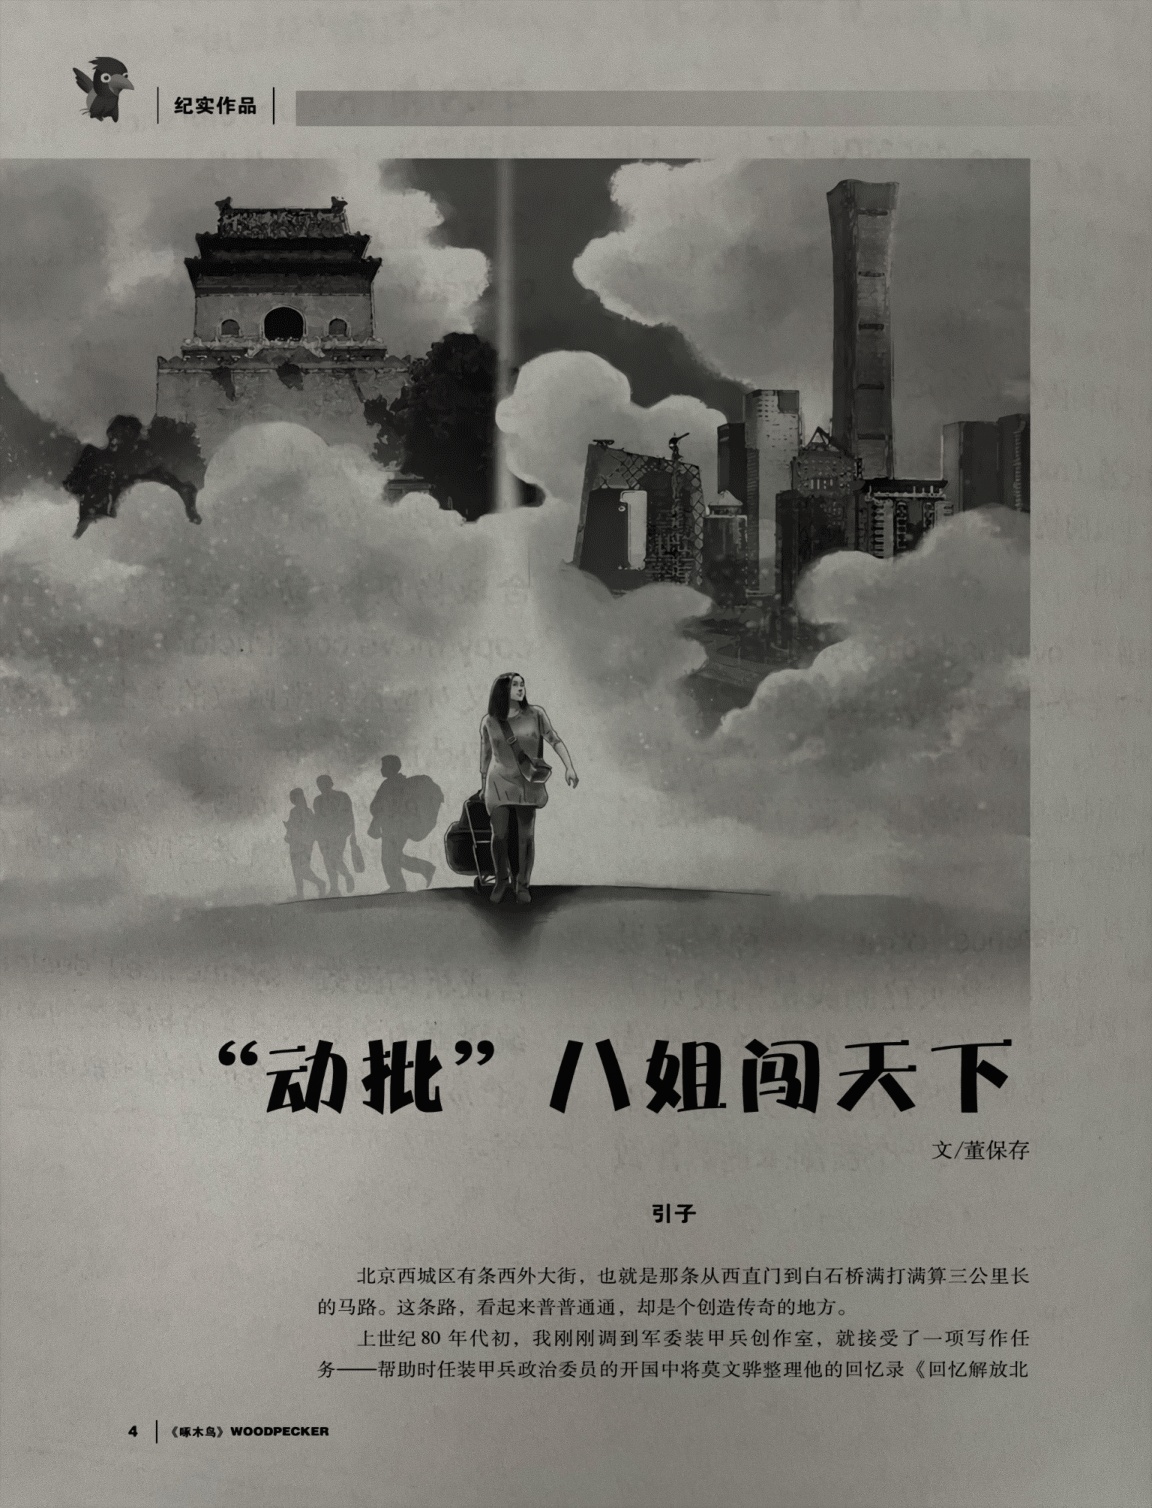 纪实作品
“动批”八姐闯天下
文/董保存
引子
北京西城区有条西外大街，也就是那条从西直门到白石桥满打满算三公里长
的马路。这条路，看起来普普通通，却是个创造传奇的地方。
上世纪80年代初，我刚刚调到军委装甲兵创作室，就接受了一项写作任
务——帮助时任装甲兵政治委员的开国中将莫文骅整理他的回忆录《回忆解放北
4 《啄木鸟》WOODPECKER